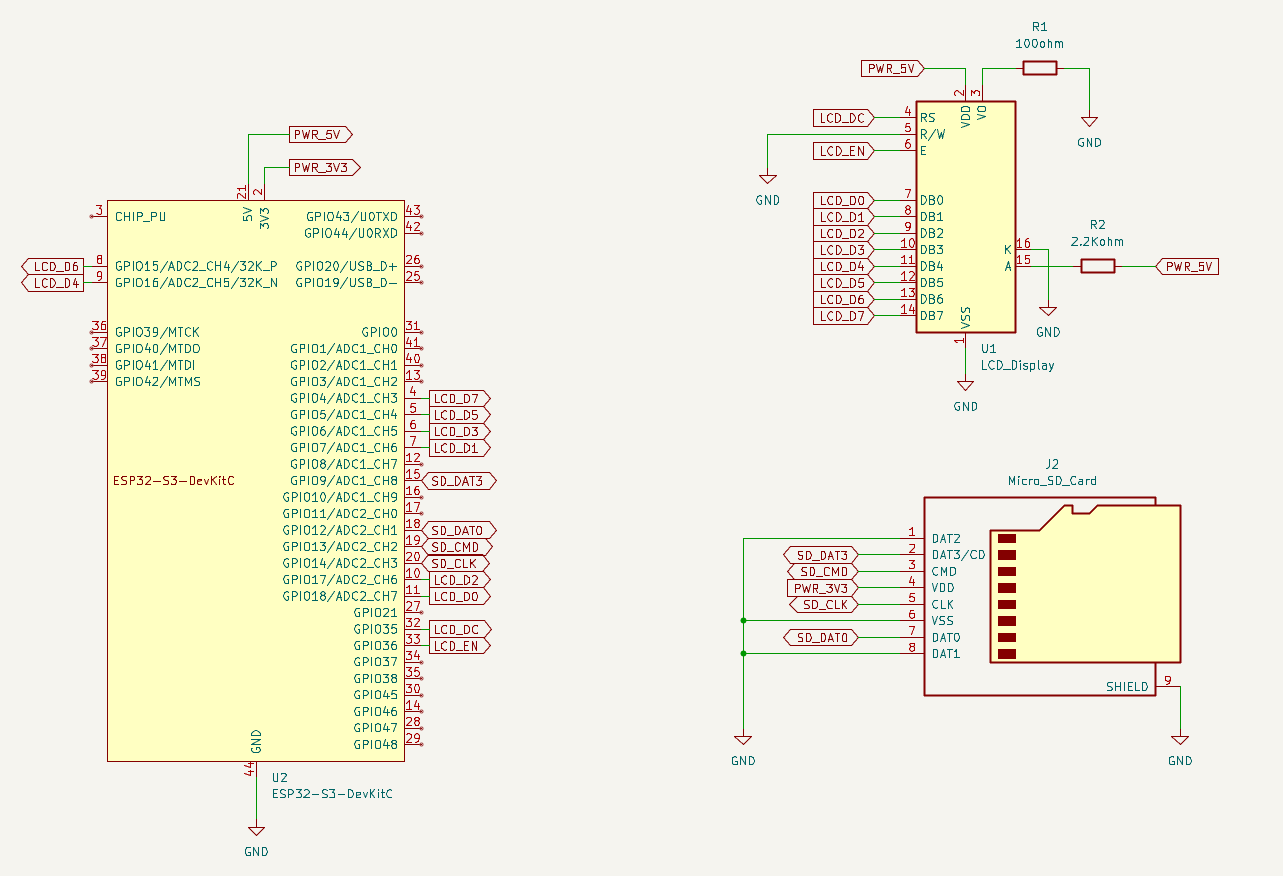 PWR_5V
PWR_3V3
21
5V
2
3V3
3
CHIP_PU
8
GPIO15/ADC2_CH4/32K_P
LCD_D6
9
GPIO16/ADC2_CH5/32K_N
LCD_D4
36
GPIO39/MTCK
37
GPIO40/MTDO
38
GPIO41/MTDI
39
GPIO42/MTMS
ESP32-S3-DevKitC
GPIO43/U0TXD
43
GPIO44/U0RXD
42
GPIO20/USB_D+
26
GPIO19/USB_D-
25
GPIO0
31
GPIO1/ADC1_CH0
41
GPIO2/ADC1_CH1
40
GPIO3/ADC1_CH2
13
GPIO4/ADC1_CH3
4
LCD_D7
GPIO5/ADC1_CH4
5
LCD_D5
GPIO6/ADC1_CH5
6
LCD_D3
GPIO7/ADC1_CH6
7
LCD_D1
GPIO8/ADC1_CH7
12
GPIO9/ADC1_CH8
15
SD_DAT3
GPIO10/ADC1_CH9
16
GPIO11/ADC2_CH0
17
GPIO12/ADC2_CH1
18
SD_DAT0
GPIO13/ADC2_CH2
19
SD_CMD
GPIO14/ADC2_CH3
20
SD_CLK
GPIO17/ADC2_CH6
10
LCD_D2
GPIO18/ADC2_CH7
11
LCD_D0
GPIO21
27
GPIO35
32
LCD_DC
GPIO36
33
LCD_EN
GPIO37
34
GPIO38
35
GPIO45
30
GPIO46
14
GPIO47
28
GPIO48
29
GND
44
U2
ESP32-S3-DevKitC
GND
R1
100ohm
PWR_5V
2
VDD
3
VO
GND
LCD_DC
4
RS
5
R/W
LCD_EN
6
E
GND
LCD_D0
7
DB0
LCD_D1
8
DB1
LCD_D2
9
DB2
LCD_D3
10
DB3
LCD_D4
11
DB4
LCD_D5
12
DB5
LCD_D6
13
DB6
LCD_D7
14
DB7
K
16
A
15
R2
2.2Kohm
PWR_5V
GND
VSS
1
U1
LCD_Display
GND
J2
Micro_SD_Card
1
DAT2
SD_DAT3
2
DAT3/CD
SD_CMD
3
CMD
PWR_3V3
4
VDD
SD_CLK
5
CLK
6
VSS
SD_DAT0
7
DAT0
8
DAT1
SHIELD
9
GND
GND